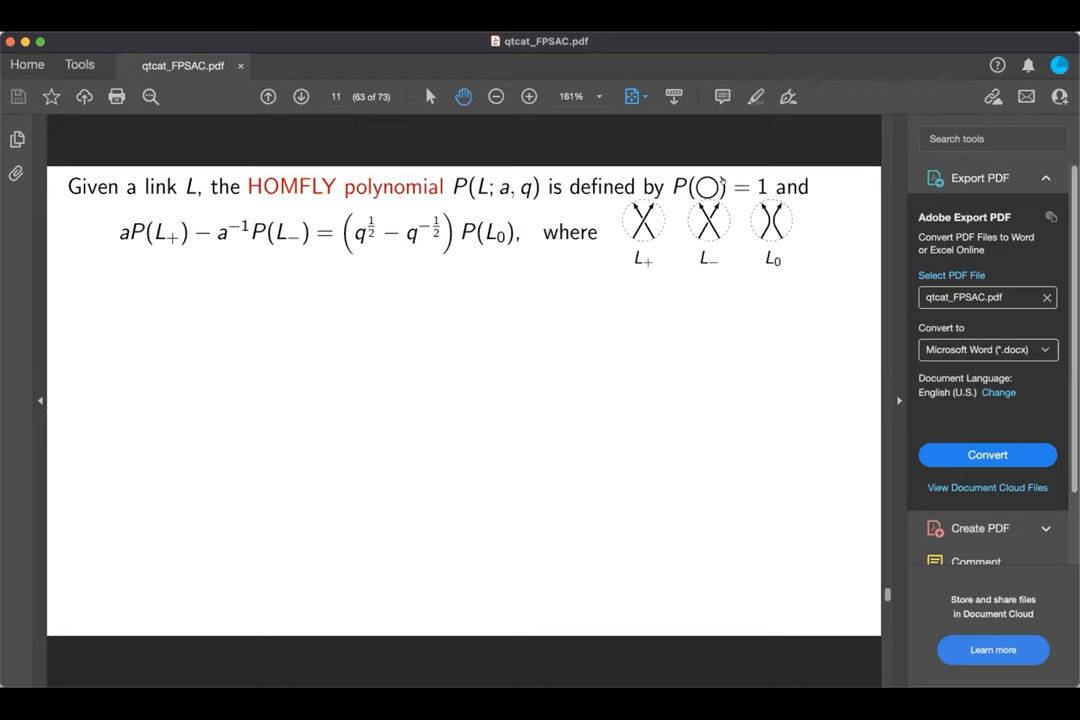 qtcat_FPSAC.pdf
Home Tools qtcat_FPSAC.pdf ×
11 (63 of 73) 161%
Search tools
Export PDF
Adobe Export PDF
Convert PDF Files to Word
or Excel Online
Select PDF File
qtcat_FPSAC.pdf
Convert to
Microsoft Word (*.docx)
Document Language:
English (U.S.) Change
Convert
View Document Cloud Files
Create PDF
Comment
Store and share files
in Document Cloud
Learn more
Given a link L, the HOMFLY polynomial P(L; a, q) is defined by P(◯) = 1 and
aP(L₊) − a⁻¹P(L₋) = (q^{1/2} − q^{−1/2}) P(L₀), where
L₊ L₋ L₀